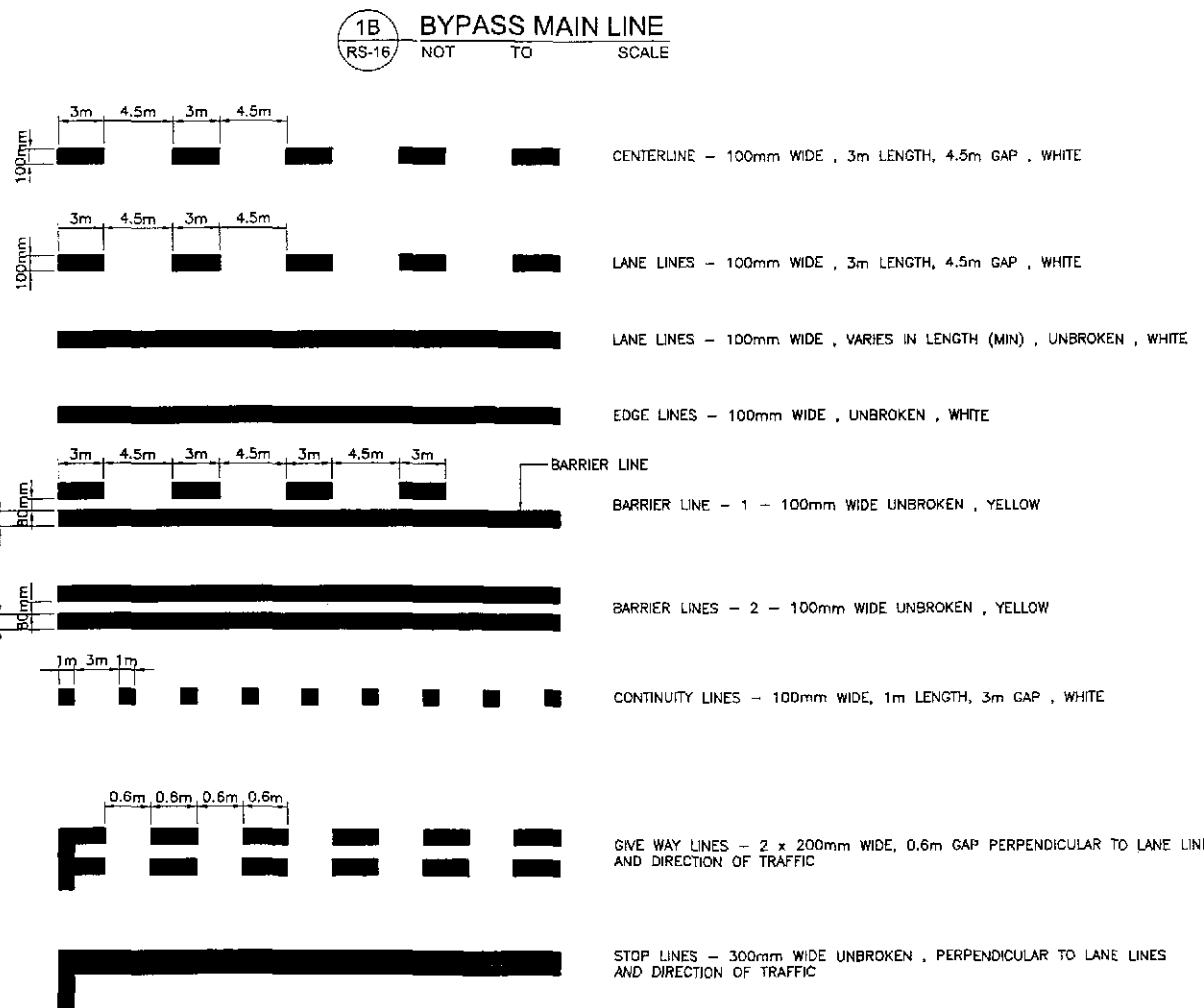 1B
RS-16
BYPASS MAIN LINE
NOT TO SCALE
3m 4.5m 3m 4.5m
100mm
CENTERLINE – 100mm WIDE , 3m LENGTH, 4.5m GAP , WHITE
3m 4.5m 3m 4.5m
100mm
LANE LINES – 100mm WIDE , 3m LENGTH, 4.5m GAP , WHITE
LANE LINES – 100mm WIDE , VARIES IN LENGTH (MIN) , UNBROKEN , WHITE
EDGE LINES – 100mm WIDE , UNBROKEN , WHITE
3m 4.5m 3m 4.5m 3m 4.5m 3m
BARRIER LINE
80mm
BARRIER LINE – 1 – 100mm WIDE UNBROKEN , YELLOW
80mm
BARRIER LINES – 2 – 100mm WIDE UNBROKEN , YELLOW
1m 3m 1m
CONTINUITY LINES – 100mm WIDE, 1m LENGTH, 3m GAP , WHITE
0.6m 0.6m 0.6m 0.6m
GIVE WAY LINES – 2 x 200mm WIDE, 0.6m GAP PERPENDICULAR TO LANE LIN
AND DIRECTION OF TRAFFIC
STOP LINES – 300mm WIDE UNBROKEN , PERPENDICULAR TO LANE LINES
AND DIRECTION OF TRAFFIC